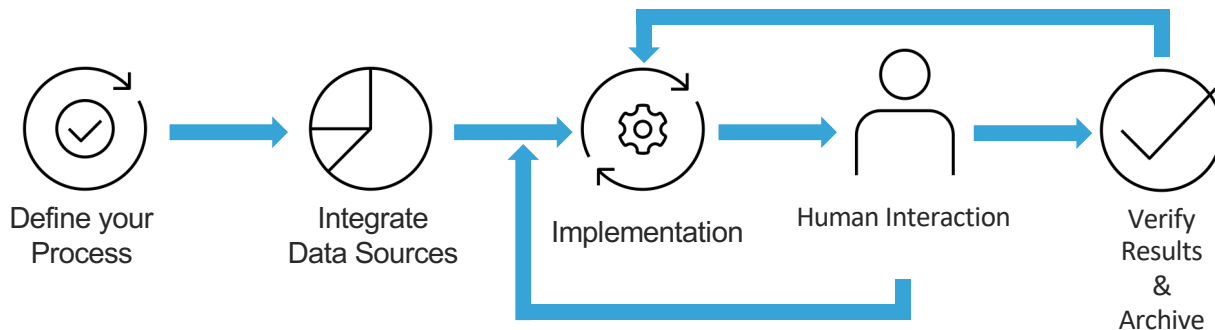 Define your
Process
Integrate
Data Sources
Implementation
Human Interaction
Verify
Results
&
Archive